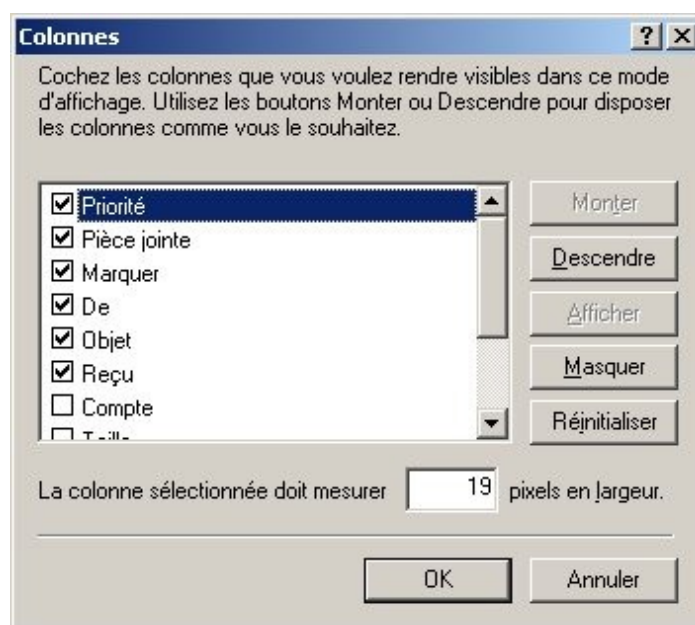 Colonnes
Cochez les colonnes que vous voulez rendre visibles dans ce mode
d'affichage. Utilisez les boutons Monter ou Descendre pour disposer
les colonnes comme vous le souhaitez.
Priorité
Pièce jointe
Marquer
De
Objet
Reçu
Compte
Monter
Descendre
Afficher
Masquer
Réinitialiser
La colonne sélectionnée doit mesurer 19 pixels en largeur.
OK
Annuler